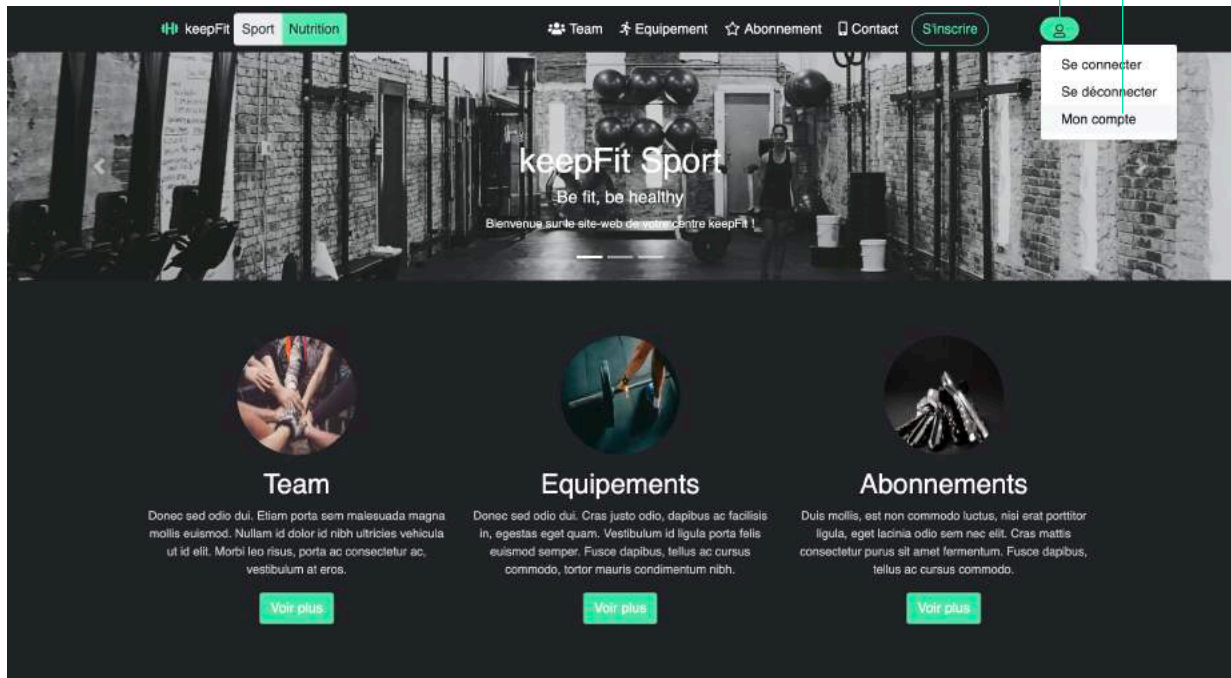 keepFit Sport Nutrition Team Equipement Abonnement Contact S'inscrire
Se connecter
Se déconnecter
Mon compte
keepFit Sport
Be fit, be healthy
Bienvenue sur le site-web de votre centre keepFit !
Team
Donec sed odio dui. Etiam porta sem malesuada magna
mollis euismod. Nullam id dolor id nibh ultricies vehicula
ut id elit. Morbi leo risus, porta ac consectetur ac,
vestibulum at eros.
Voir plus
Equipements
Donec sed odio dui. Cras justo odio, dapibus ac facilisis
in, egestas eget quam. Vestibulum id ligula porta felis
euismod semper. Fusce dapibus, tellus ac cursus
commodo, tortor mauris condimentum nibh.
Voir plus
Abonnements
Duis mollis, est non commodo luctus, nisi erat porttitor
ligula, eget lacinia odio sem nec elit. Cras mattis
consectetur purus sit amet fermentum. Fusce dapibus,
tellus ac cursus commodo.
Voir plus